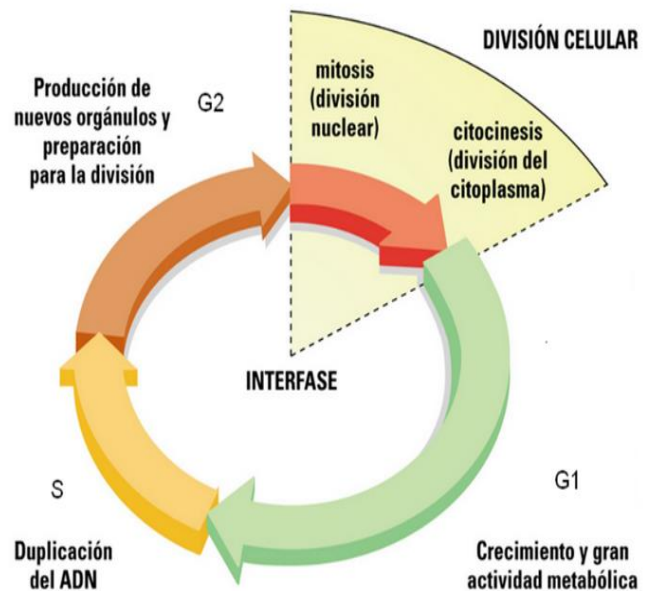 DIVISIÓN CELULAR
mitosis
(división
nuclear)
citocinesis
(división del
citoplasma)
Producción de
nuevos orgánulos y
preparación
para la división
G2
INTERFASE
S
Duplicación
del ADN
G1
Crecimiento y gran
actividad metabólica